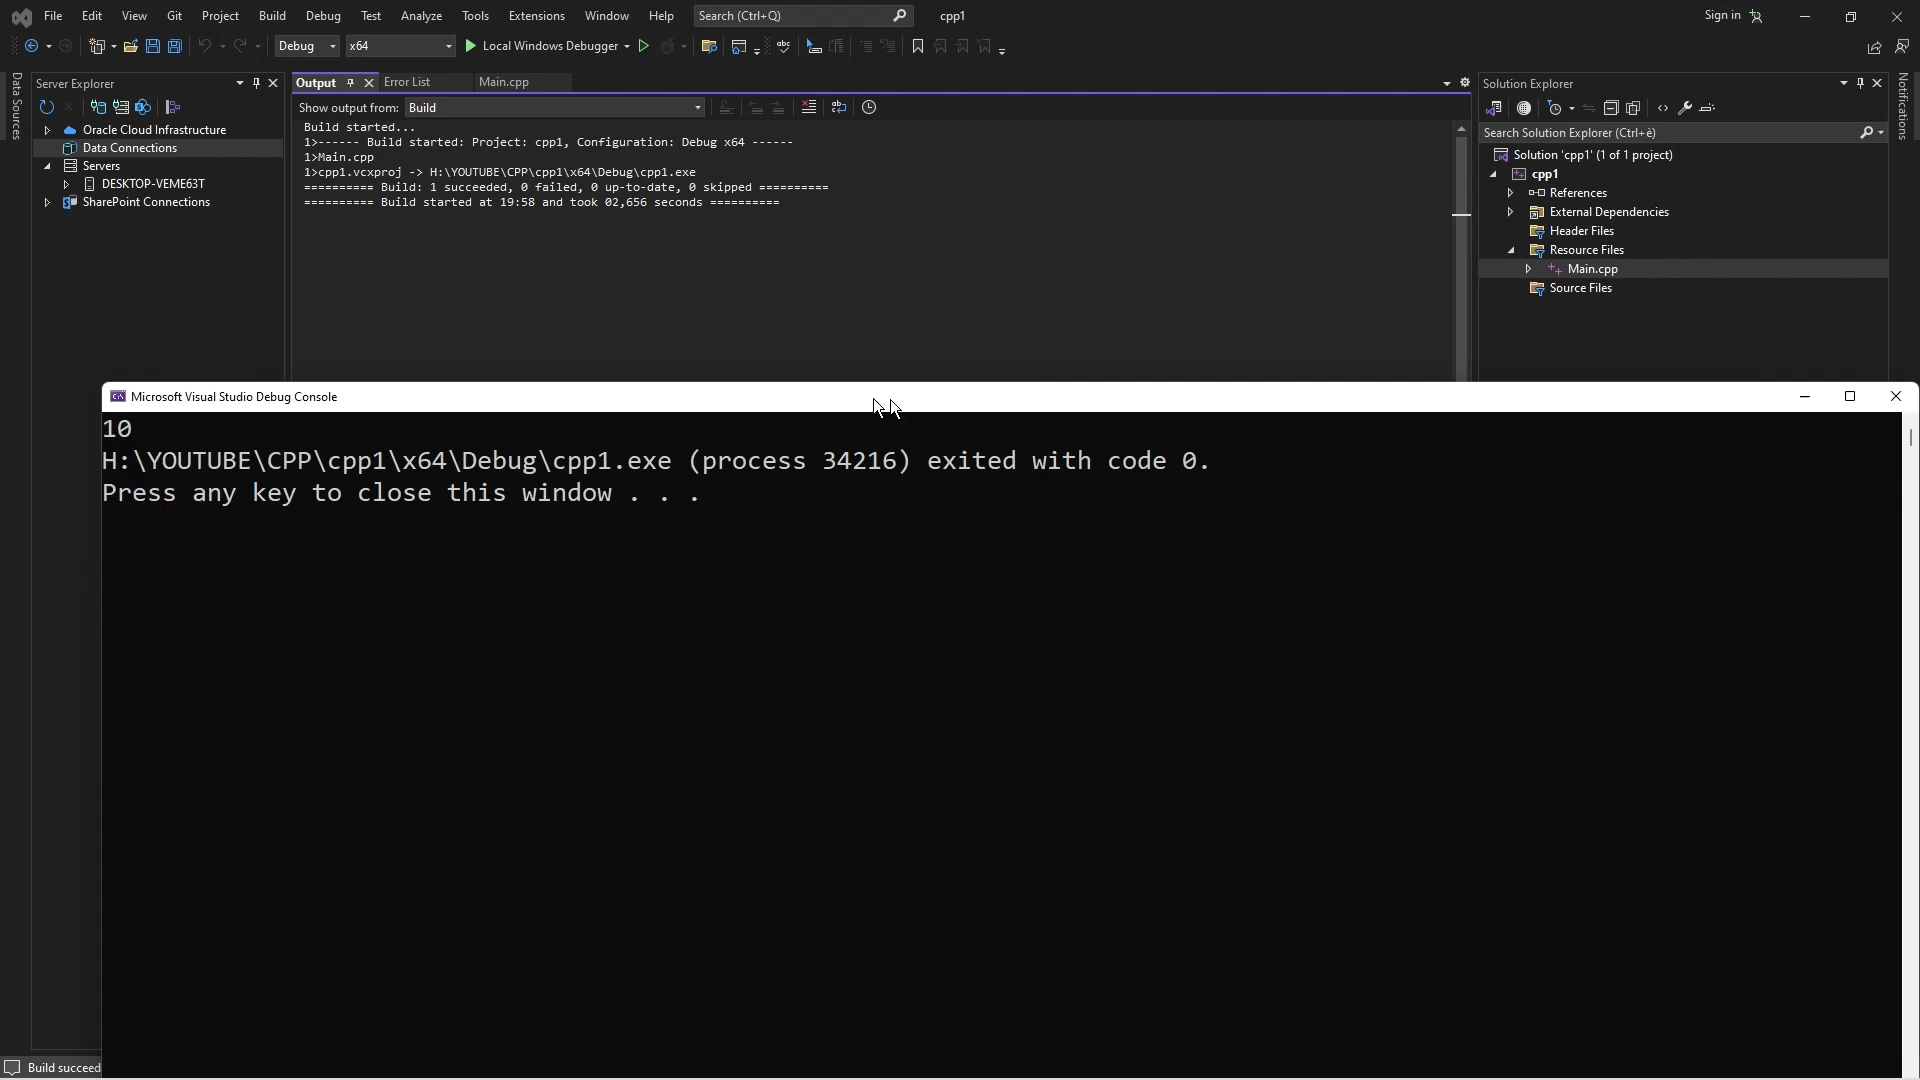 File Edit View Git Project Build Debug Test Analyze Tools Extensions Window Help Search (Ctrl+Q) cpp1 Sign in
Debug x64 Local Windows Debugger
Data Sources
Server Explorer
Oracle Cloud Infrastructure
Data Connections
Servers
DESKTOP-VEME63T
SharePoint Connections
Output Error List Main.cpp
Show output from: Build
Build started...
1>------ Build started: Project: cpp1, Configuration: Debug x64 ------
1>Main.cpp
1>cpp1.vcxproj -> H:\YOUTUBE\CPP\cpp1\x64\Debug\cpp1.exe
========== Build: 1 succeeded, 0 failed, 0 up-to-date, 0 skipped ==========
========== Build started at 19:58 and took 02,656 seconds ==========
Solution Explorer
Search Solution Explorer (Ctrl+è)
Solution 'cpp1' (1 of 1 project)
cpp1
References
External Dependencies
Header Files
Resource Files
Main.cpp
Source Files
Notifications
Microsoft Visual Studio Debug Console
10
H:\YOUTUBE\CPP\cpp1\x64\Debug\cpp1.exe (process 34216) exited with code 0.
Press any key to close this window . . .
Build succeed